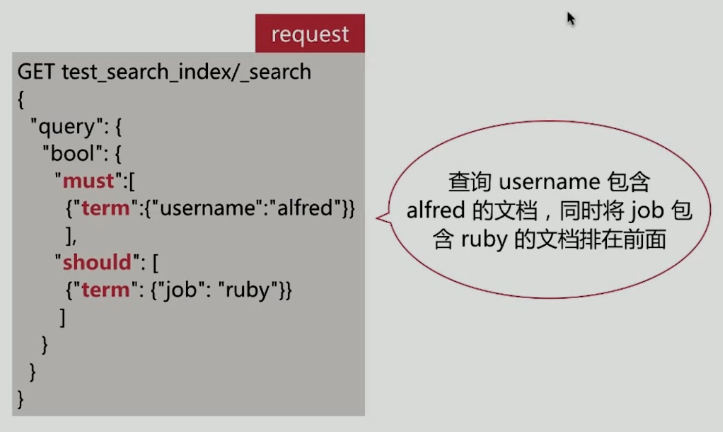 request
GET test_search_index/_search
{
"query": {
"bool": {
"must":[
{"term":{"username":"alfred"}}
],
"should": [
{"term": {"job": "ruby"}}
]
}
}
}
查询 username 包含
alfred 的文档，同时将 job 包
含 ruby 的文档排在前面